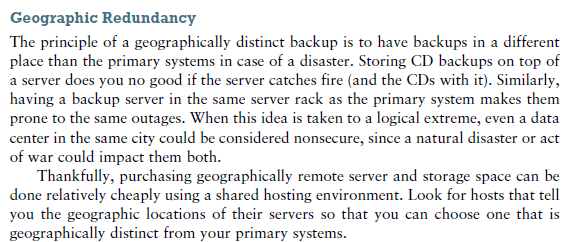 Geographic Redundancy
The principle of a geographically distinct backup is to have backups in a different
place than the primary systems in case of a disaster. Storing CD backups on top of
a server does you no good if the server catches fire (and the CDs with it). Similarly,
having a backup server in the same server rack as the primary system makes them
prone to the same outages. When this idea is taken to a logical extreme, even a data
center in the same city could be considered nonsecure, since a natural disaster or act
of war could impact them both.
Thankfully, purchasing geographically remote server and storage space can be
done relatively cheaply using a shared hosting environment. Look for hosts that tell
you the geographic locations of their servers so that you can choose one that is
geographically distinct from your primary systems.